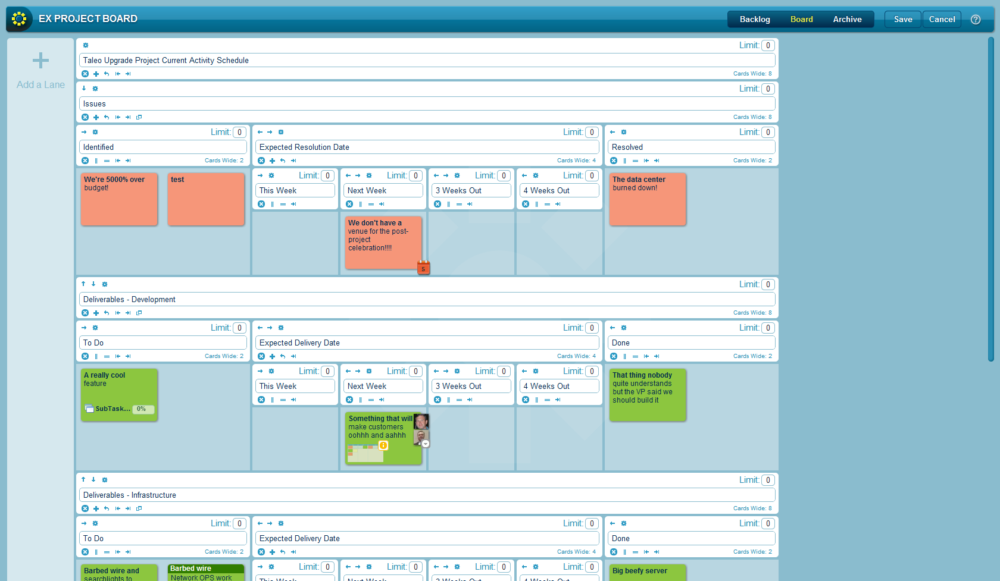 EX PROJECT BOARD
Backlog Board Archive Save Cancel ?
Add a Lane
Limit: 0
Taleo Upgrade Project Current Activity Schedule
Cards Wide: 8
Limit: 0
Issues
Cards Wide: 8
Limit: 0 Limit: 0 Limit: 0
Identified Expected Resolution Date Resolved
Cards Wide: 2 Cards Wide: 4 Cards Wide: 2
We're 5000% over
budget!
test
Limit: 0 Limit: 0 Limit: 0 Limit: 0
This Week Next Week 3 Weeks Out 4 Weeks Out
The data center
burned down!
We don't have a
venue for the post-
project
celebration!!!!
5
Limit: 0
Deliverables - Development
Cards Wide: 8
Limit: 0 Limit: 0 Limit: 0
To Do Expected Delivery Date Done
Cards Wide: 2 Cards Wide: 4 Cards Wide: 2
A really cool
feature
SubTask... 0%
Limit: 0 Limit: 0 Limit: 0 Limit: 0
This Week Next Week 3 Weeks Out 4 Weeks Out
That thing nobody
quite understands
but the VP said we
should build it
Something that will
make customers
oohhh and aahhh
Limit: 0
Deliverables - Infrastructure
Cards Wide: 8
Limit: 0 Limit: 0 Limit: 0
To Do Expected Delivery Date Done
Cards Wide: 2 Cards Wide: 4 Cards Wide: 2
Barbed wire and
searchlights to
Barbed wire
Network OPS work
Limit: 0 Limit: 0 Limit: 0 Limit: 0
This Week Next Week 3 Weeks Out 4 Weeks Out
Big beefy server